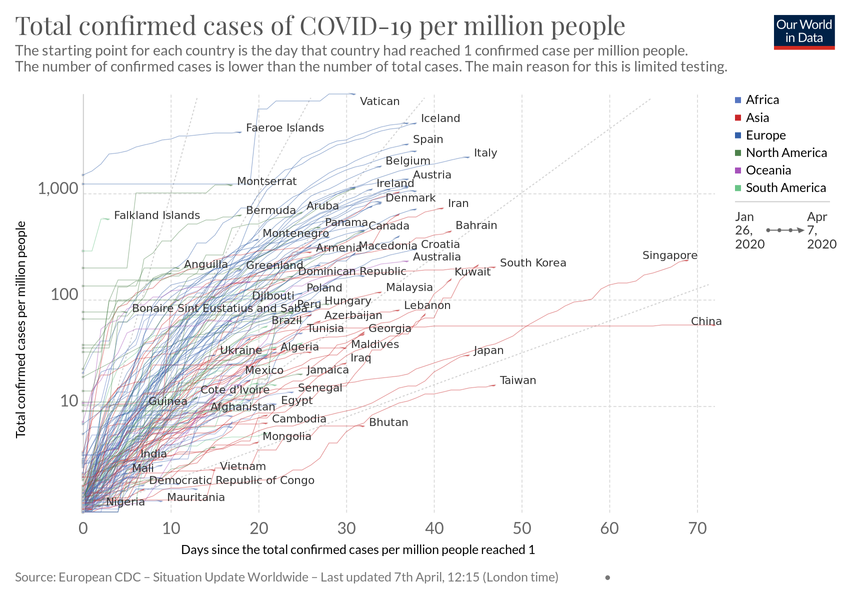 Total confirmed cases of COVID-19 per million people
The starting point for each country is the day that country had reached 1 confirmed case per million people.
The number of confirmed cases is lower than the number of total cases. The main reason for this is limited testing.
Our World
in Data
Vatican
Iceland
Faeroe Islands
Spain
Italy
Belgium
Austria
Montserrat
Ireland
1,000
Denmark
Iran
Aruba
Bermuda
Falkland Islands
Panama
Canada
Bahrain
Montenegro
Armenia
Macedonia
Croatia
Australia
Singapore
South Korea
Anguilla
Greenland
Dominican Republic
Kuwait
Poland
Malaysia
100
Djibouti
Peru
Hungary
Lebanon
Bonaire Sint Eustatius and Saba
Azerbaijan
Brazil
China
Tunisia
Georgia
Maldives
Ukraine
Algeria
Japan
Iraq
Mexico
Jamaica
Taiwan
Cote d'Ivoire
Senegal
10
Guinea
Egypt
Afghanistan
Cambodia
Bhutan
Mongolia
India
Mali
Vietnam
Democratic Republic of Congo
Mauritania
Nigeria
Total confirmed cases per million people
0 10 20 30 40 50 60 70
Days since the total confirmed cases per million people reached 1
Africa
Asia
Europe
North America
Oceania
South America
Jan
26,
2020
Apr
7,
2020
Source: European CDC – Situation Update Worldwide – Last updated 7th April, 12:15 (London time)